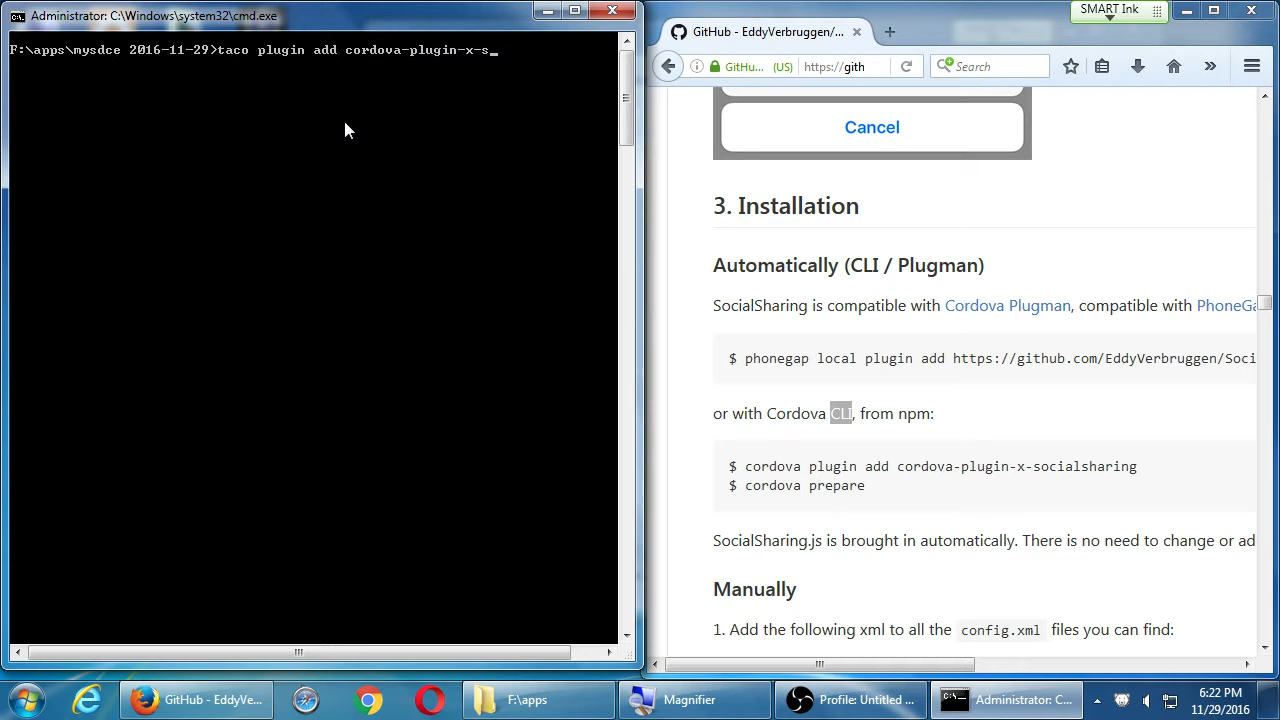 Administrator: C:\Windows\system32\cmd.exe
F:\apps\mysdce 2016-11-29>taco plugin add cordova-plugin-x-s_
SMART Ink
GitHub - EddyVerbruggen/...
GitHu... (US) https://gith
Search
Cancel
3. Installation
Automatically (CLI / Plugman)
SocialSharing is compatible with Cordova Plugman, compatible with PhoneGa
$ phonegap local plugin add https://github.com/EddyVerbruggen/Soci
or with Cordova CLI, from npm:
$ cordova plugin add cordova-plugin-x-socialsharing
$ cordova prepare
SocialSharing.js is brought in automatically. There is no need to change or ad
Manually
1. Add the following xml to all the config.xml files you can find:
GitHub - EddyVe...
F:\apps
Magnifier
Profile: Untitled ...
Administrator: C...
6:22 PM
11/29/2016